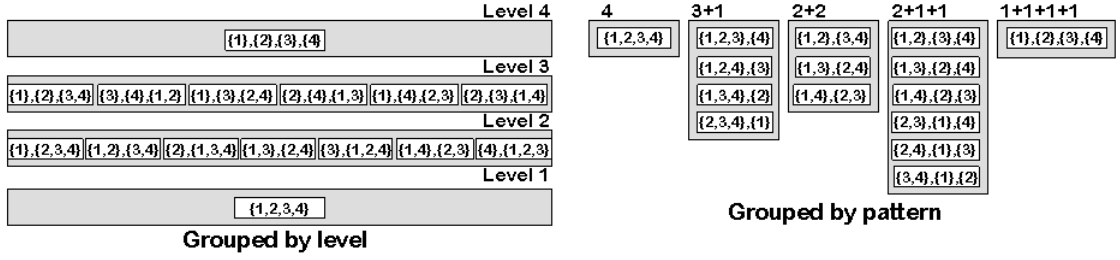 Level 4
{1},{2},{3},{4}
Level 3
{1},{2},{3,4} {3},{4},{1,2} {1},{3},{2,4} {2},{4},{1,3} {1},{4},{2,3} {2},{3},{1,4}
Level 2
{1},{2,3,4} {1,2},{3,4} {2},{1,3,4} {1,3},{2,4} {3},{1,2,4} {1,4},{2,3} {4},{1,2,3}
Level 1
{1,2,3,4}
Grouped by level
4 3+1 2+2 2+1+1 1+1+1+1
{1,2,3,4} {1,2,3},{4} {1,2},{3,4} {1,2},{3},{4} {1},{2},{3},{4}
{1,2,4},{3} {1,3},{2,4} {1,3},{2},{4}
{1,3,4},{2} {1,4},{2,3} {1,4},{2},{3}
{2,3,4},{1} {2,3},{1},{4}
{2,4},{1},{3}
{3,4},{1},{2}
Grouped by pattern